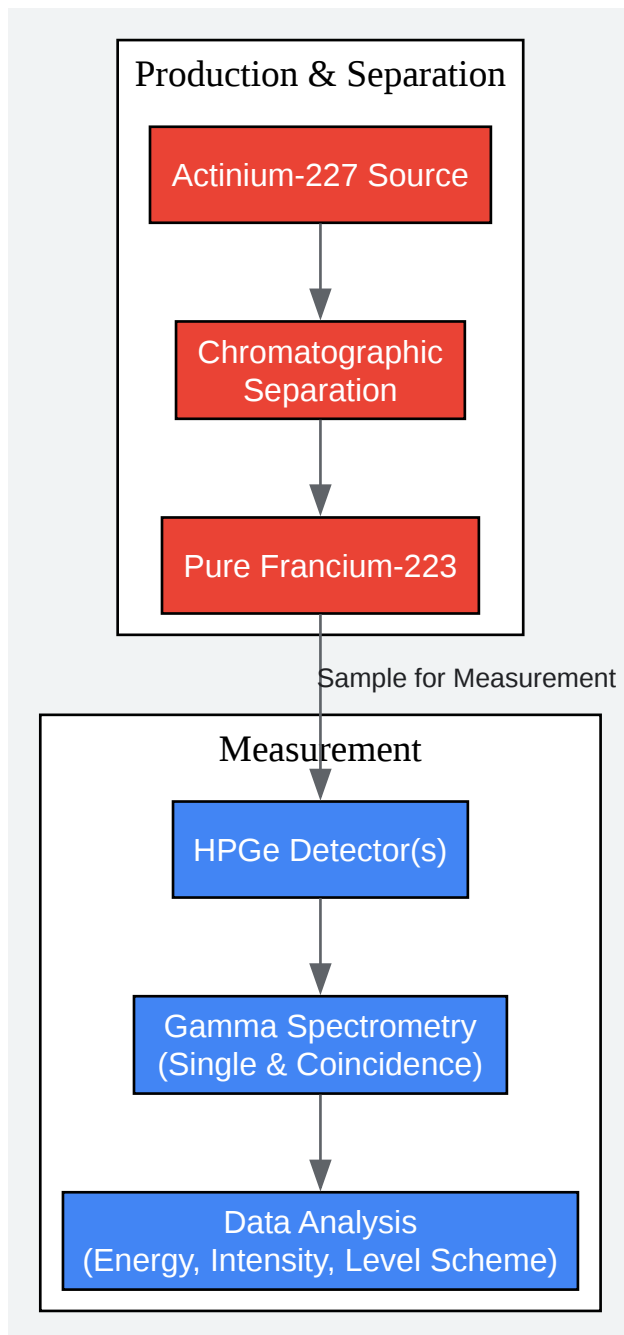 Production & Separation
Actinium-227 Source
Chromatographic
Separation
Pure Francium-223
Sample for Measurement
Measurement
HPGe Detector(s)
Gamma Spectrometry
(Single & Coincidence)
Data Analysis
(Energy, Intensity, Level Scheme)